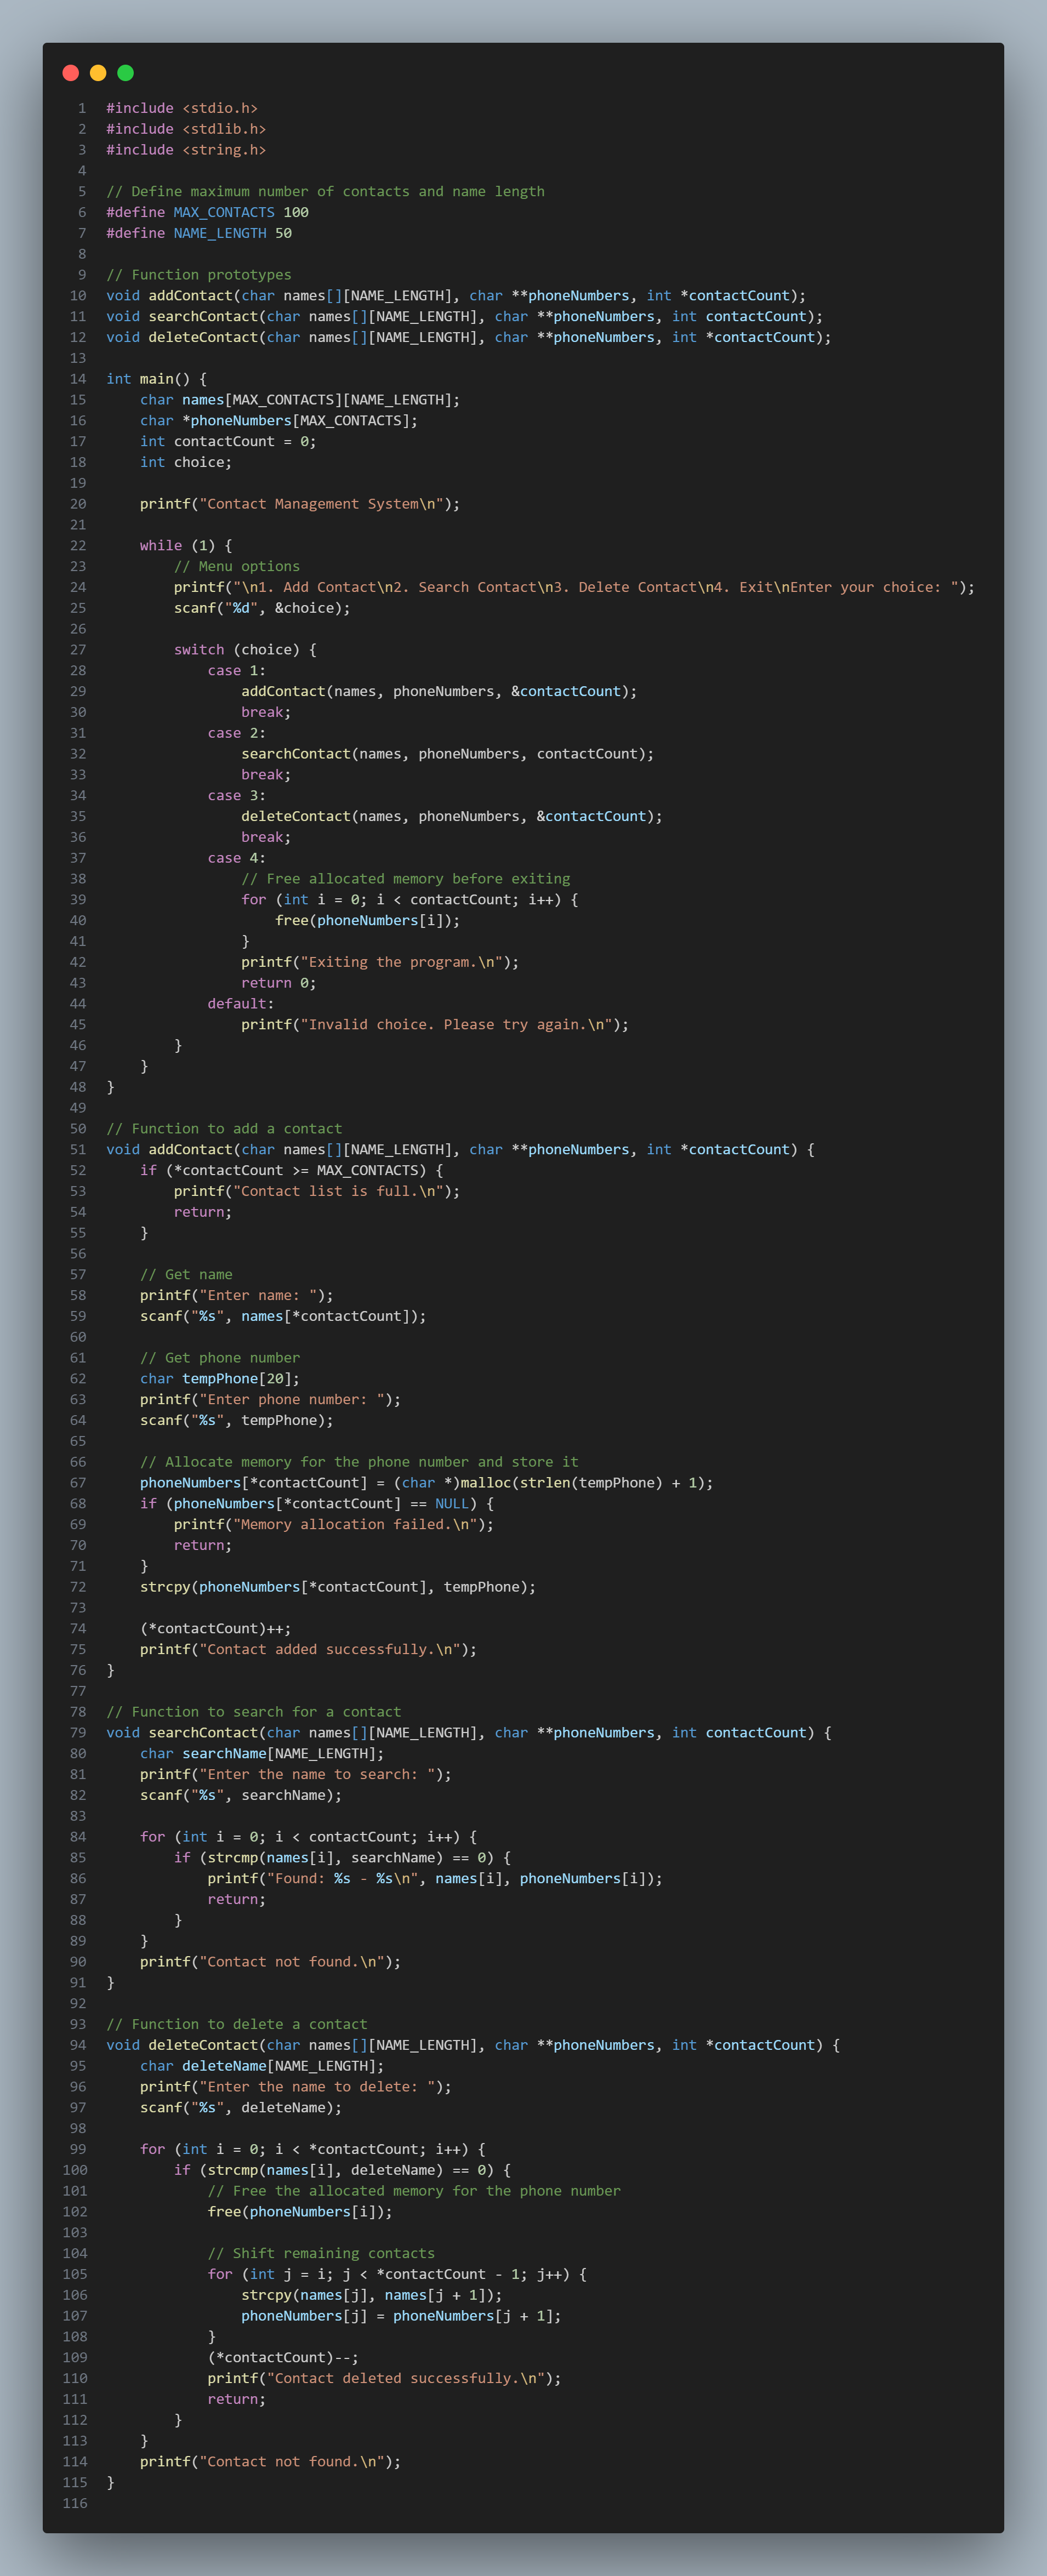 1 #include <stdio.h>
2 #include <stdlib.h>
3 #include <string.h>
4
5 // Define maximum number of contacts and name length
6 #define MAX_CONTACTS 100
7 #define NAME_LENGTH 50
8
9 // Function prototypes
10 void addContact(char names[][NAME_LENGTH], char **phoneNumbers, int *contactCount);
11 void searchContact(char names[][NAME_LENGTH], char **phoneNumbers, int contactCount);
12 void deleteContact(char names[][NAME_LENGTH], char **phoneNumbers, int *contactCount);
13
14 int main() {
15     char names[MAX_CONTACTS][NAME_LENGTH];
16     char *phoneNumbers[MAX_CONTACTS];
17     int contactCount = 0;
18     int choice;
19
20     printf("Contact Management System\n");
21
22     while (1) {
23         // Menu options
24         printf("\n1. Add Contact\n2. Search Contact\n3. Delete Contact\n4. Exit\nEnter your choice: ");
25         scanf("%d", &choice);
26
27         switch (choice) {
28             case 1:
29                 addContact(names, phoneNumbers, &contactCount);
30                 break;
31             case 2:
32                 searchContact(names, phoneNumbers, contactCount);
33                 break;
34             case 3:
35                 deleteContact(names, phoneNumbers, &contactCount);
36                 break;
37             case 4:
38                 // Free allocated memory before exiting
39                 for (int i = 0; i < contactCount; i++) {
40                     free(phoneNumbers[i]);
41                 }
42                 printf("Exiting the program.\n");
43                 return 0;
44             default:
45                 printf("Invalid choice. Please try again.\n");
46         }
47     }
48 }
49
50 // Function to add a contact
51 void addContact(char names[][NAME_LENGTH], char **phoneNumbers, int *contactCount) {
52     if (*contactCount >= MAX_CONTACTS) {
53         printf("Contact list is full.\n");
54         return;
55     }
56
57     // Get name
58     printf("Enter name: ");
59     scanf("%s", names[*contactCount]);
60
61     // Get phone number
62     char tempPhone[20];
63     printf("Enter phone number: ");
64     scanf("%s", tempPhone);
65
66     // Allocate memory for the phone number and store it
67     phoneNumbers[*contactCount] = (char *)malloc(strlen(tempPhone) + 1);
68     if (phoneNumbers[*contactCount] == NULL) {
69         printf("Memory allocation failed.\n");
70         return;
71     }
72     strcpy(phoneNumbers[*contactCount], tempPhone);
73
74     (*contactCount)++;
75     printf("Contact added successfully.\n");
76 }
77
78 // Function to search for a contact
79 void searchContact(char names[][NAME_LENGTH], char **phoneNumbers, int contactCount) {
80     char searchName[NAME_LENGTH];
81     printf("Enter the name to search: ");
82     scanf("%s", searchName);
83
84     for (int i = 0; i < contactCount; i++) {
85         if (strcmp(names[i], searchName) == 0) {
86             printf("Found: %s - %s\n", names[i], phoneNumbers[i]);
87             return;
88         }
89     }
90     printf("Contact not found.\n");
91 }
92
93 // Function to delete a contact
94 void deleteContact(char names[][NAME_LENGTH], char **phoneNumbers, int *contactCount) {
95     char deleteName[NAME_LENGTH];
96     printf("Enter the name to delete: ");
97     scanf("%s", deleteName);
98
99     for (int i = 0; i < *contactCount; i++) {
100         if (strcmp(names[i], deleteName) == 0) {
101             // Free the allocated memory for the phone number
102             free(phoneNumbers[i]);
103
104             // Shift remaining contacts
105             for (int j = i; j < *contactCount - 1; j++) {
106                 strcpy(names[j], names[j + 1]);
107                 phoneNumbers[j] = phoneNumbers[j + 1];
108             }
109             (*contactCount)--;
110             printf("Contact deleted successfully.\n");
111             return;
112         }
113     }
114     printf("Contact not found.\n");
115 }
116